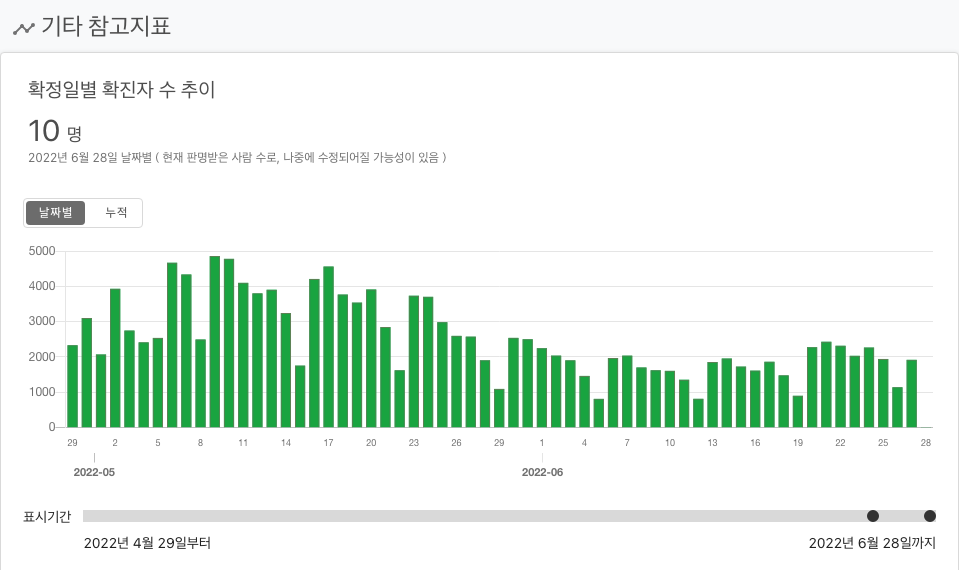 기타 참고지표
확정일별 확진자 수 추이
10 명
2022년 6월 28일 날짜별 ( 현재 판명받은 사람 수로, 나중에 수정되어질 가능성이 있음 )
날짜별 누적
5000
4000
3000
2000
1000
0
29 2 5 8 11 14 17 20 23 26 29 1 4 7 10 13 16 19 22 25 28
2022-05 2022-06
표시기간
2022년 4월 29일부터 2022년 6월 28일까지